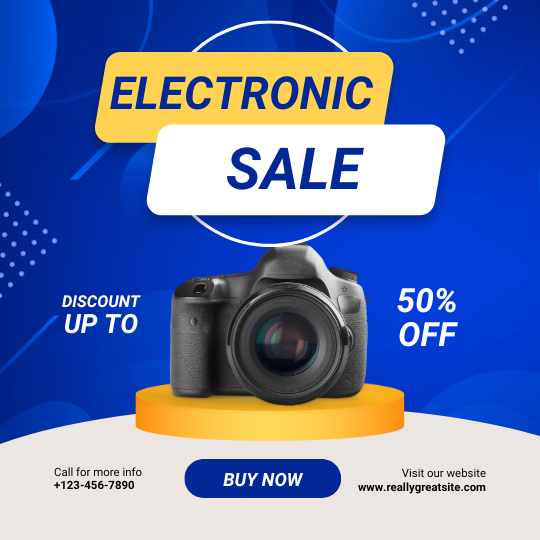 ELECTRONIC
SALE
DISCOUNT
UP TO
50%
OFF
Call for more info
+123-456-7890
BUY NOW
Visit our website
www.reallygreatsite.com